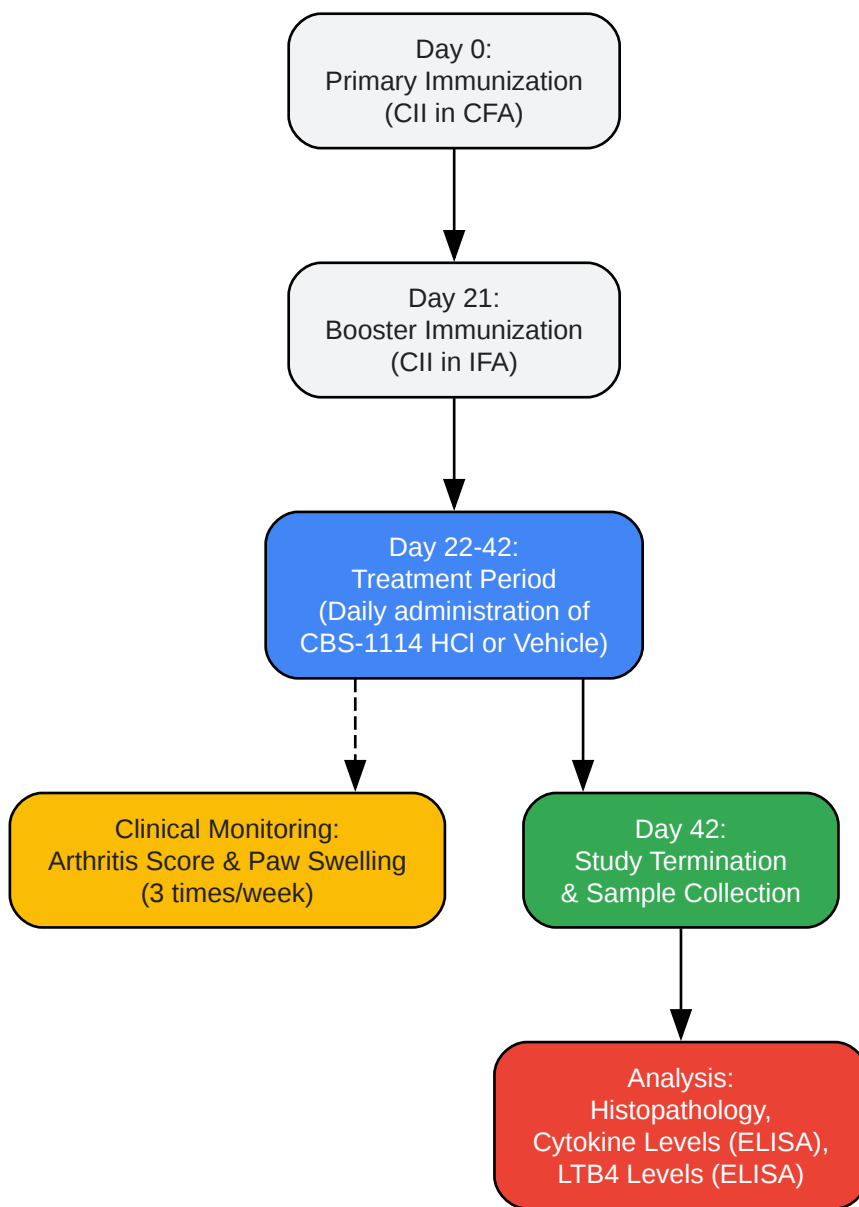 Day 0:
Primary Immunization
(CII in CFA)
Day 21:
Booster Immunization
(CII in IFA)
Day 22-42:
Treatment Period
(Daily administration of
CBS-1114 HCl or Vehicle)
Clinical Monitoring:
Arthritis Score & Paw Swelling
(3 times/week)
Day 42:
Study Termination
& Sample Collection
Analysis:
Histopathology,
Cytokine Levels (ELISA),
LTB4 Levels (ELISA)